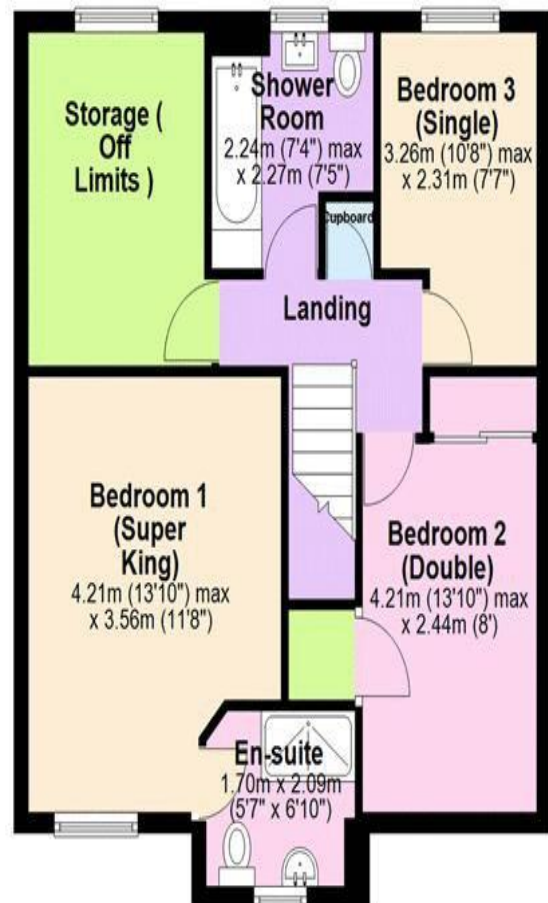 Storage (
Off
Limits )
Shower
Room
2.24m (7'4") max
x 2.27m (7'5")
Bedroom 3
(Single)
3.26m (10'8") max
x 2.31m (7'7")
Cupboard
Landing
Bedroom 1
(Super
King)
4.21m (13'10") max
x 3.56m (11'8")
Bedroom 2
(Double)
4.21m (13'10") max
x 2.44m (8')
En-suite
1.70m x 2.09m
(5'7" x 6'10")